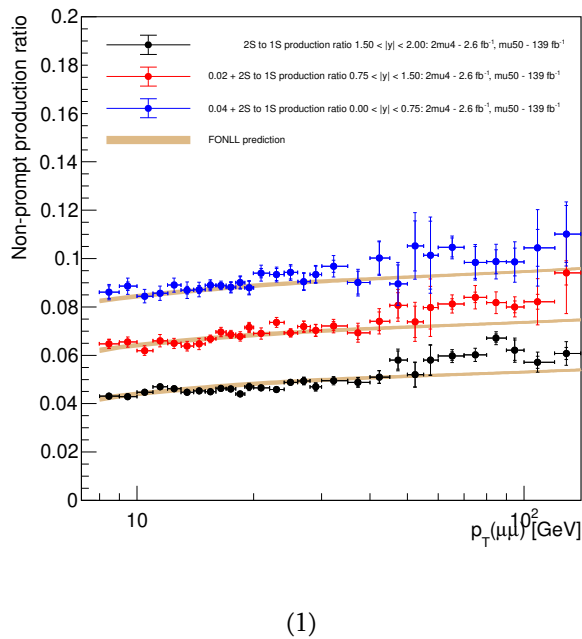 Non-prompt production ratio
0.2
0.18
0.16
0.14
0.12
0.1
0.08
0.06
0.04
0.02
0
2S to 1S production ratio 1.50 < |y| < 2.00: 2mu4 - 2.6 fb⁻¹, mu50 - 139 fb⁻¹
0.02 + 2S to 1S production ratio 0.75 < |y| < 1.50: 2mu4 - 2.6 fb⁻¹, mu50 - 139 fb⁻¹
0.04 + 2S to 1S production ratio 0.00 < |y| < 0.75: 2mu4 - 2.6 fb⁻¹, mu50 - 139 fb⁻¹
FONLL prediction
10 10²
p_T(μμ) [GeV]
(1)